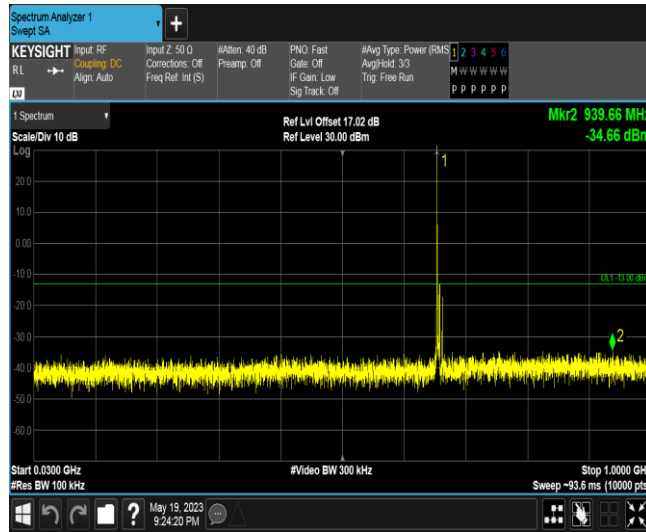 Spectrum Analyzer 1
Swept SA
KEYSIGHT
RL
LXI
Input: RF
Coupling: DC
Align: Auto
Input Z: 50 Ω
Corrections: Off
Freq Ref: Int (S)
#Atten: 40 dB
Preamp: Off
PNO: Fast
Gate: Off
IF Gain: Low
Sig Track: Off
#Avg Type: Power (RMS
Avg|Hold: 3/3
Trig: Free Run
1 2 3 4 5 6
M W W W W W
P P P P P P
1 Spectrum
Scale/Div 10 dB
Log
Ref Lvl Offset 17.02 dB
Ref Level 30.00 dBm
Mkr2 939.66 MHz
-34.66 dBm
1
20.0
10.0
0.00
-10.0
DL1 -13.00 dBm
-20.0
-30.0
2
-40.0
-50.0
-60.0
Start 0.0300 GHz
#Res BW 100 kHz
#Video BW 300 kHz
Stop 1.0000 GHz
Sweep ~93.6 ms (10000 pts)
?
May 19, 2023
9:24:20 PM